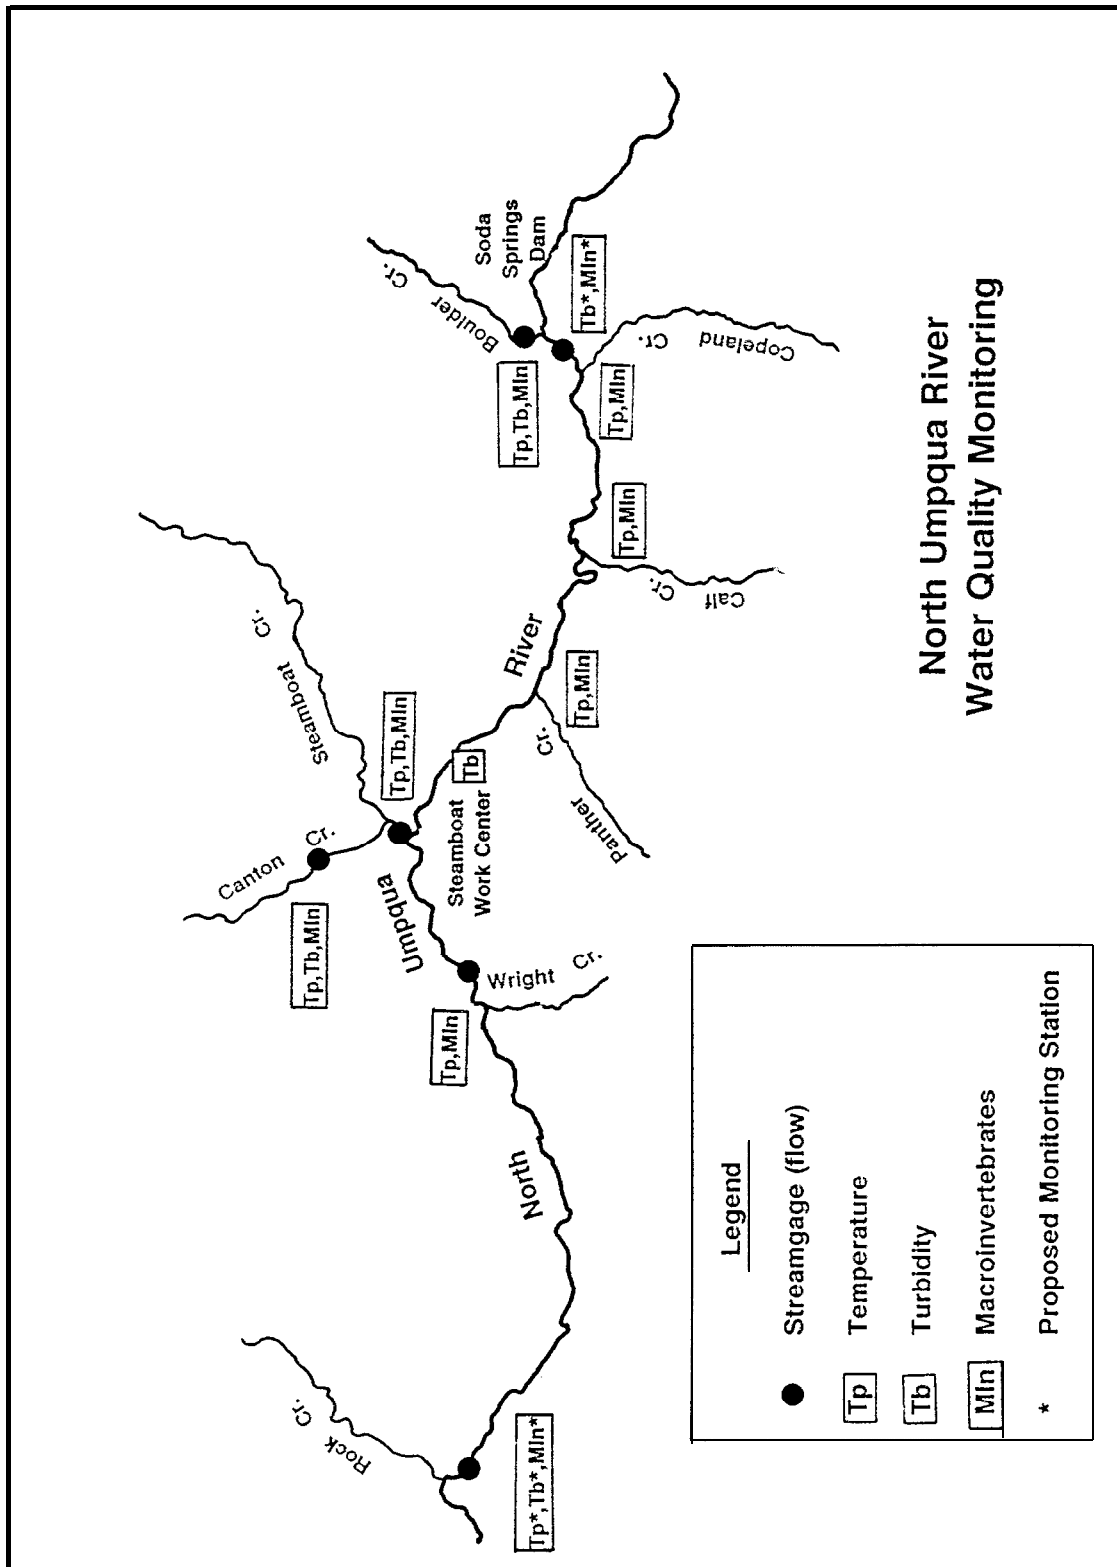 Rock Cr.
Tp*,Tb*,MIn*
North
Umpqua
River
Tp,MIn
Wright Cr.
Canton Cr.
Tp,Tb,MIn
Steamboat Cr.
Tp,Tb,MIn
Tb
Steamboat
Work Center
Panther Cr.
Tp,MIn
Calf Cr.
Tp,MIn
Boulder Cr.
Tp,Tb,MIn
Soda
Springs
Dam
Tb*,MIn*
Copeland Cr.
Tp,MIn
Legend
Streamgage (flow)
Tp Temperature
Tb Turbidity
MIn Macroinvertebrates
* Proposed Monitoring Station
North Umpqua River
Water Quality Monitoring